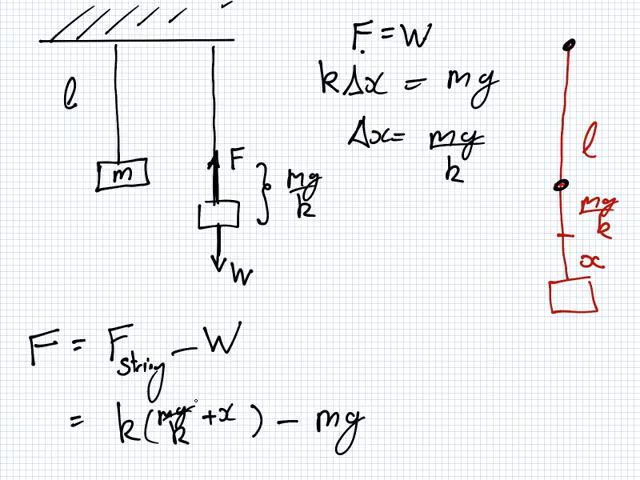 l
m
F
mg/k
W
F = W
kΔx = mg
Δx = mg/k
l
mg/k
x
F = F_string - W
= k(mg/k + x) - mg